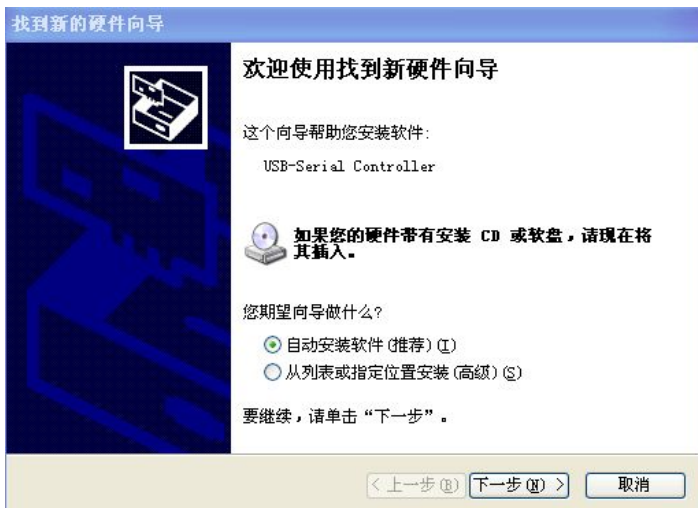 找到新的硬件向导
欢迎使用找到新硬件向导
这个向导帮助您安装软件:
USB-Serial Controller
如果您的硬件带有安装 CD 或软盘，请现在将
其插入。
您期望向导做什么?
自动安装软件(推荐)(I)
从列表或指定位置安装(高级)(S)
要继续，请单击“下一步”。
<上一步(B) 下一步(N)> 取消